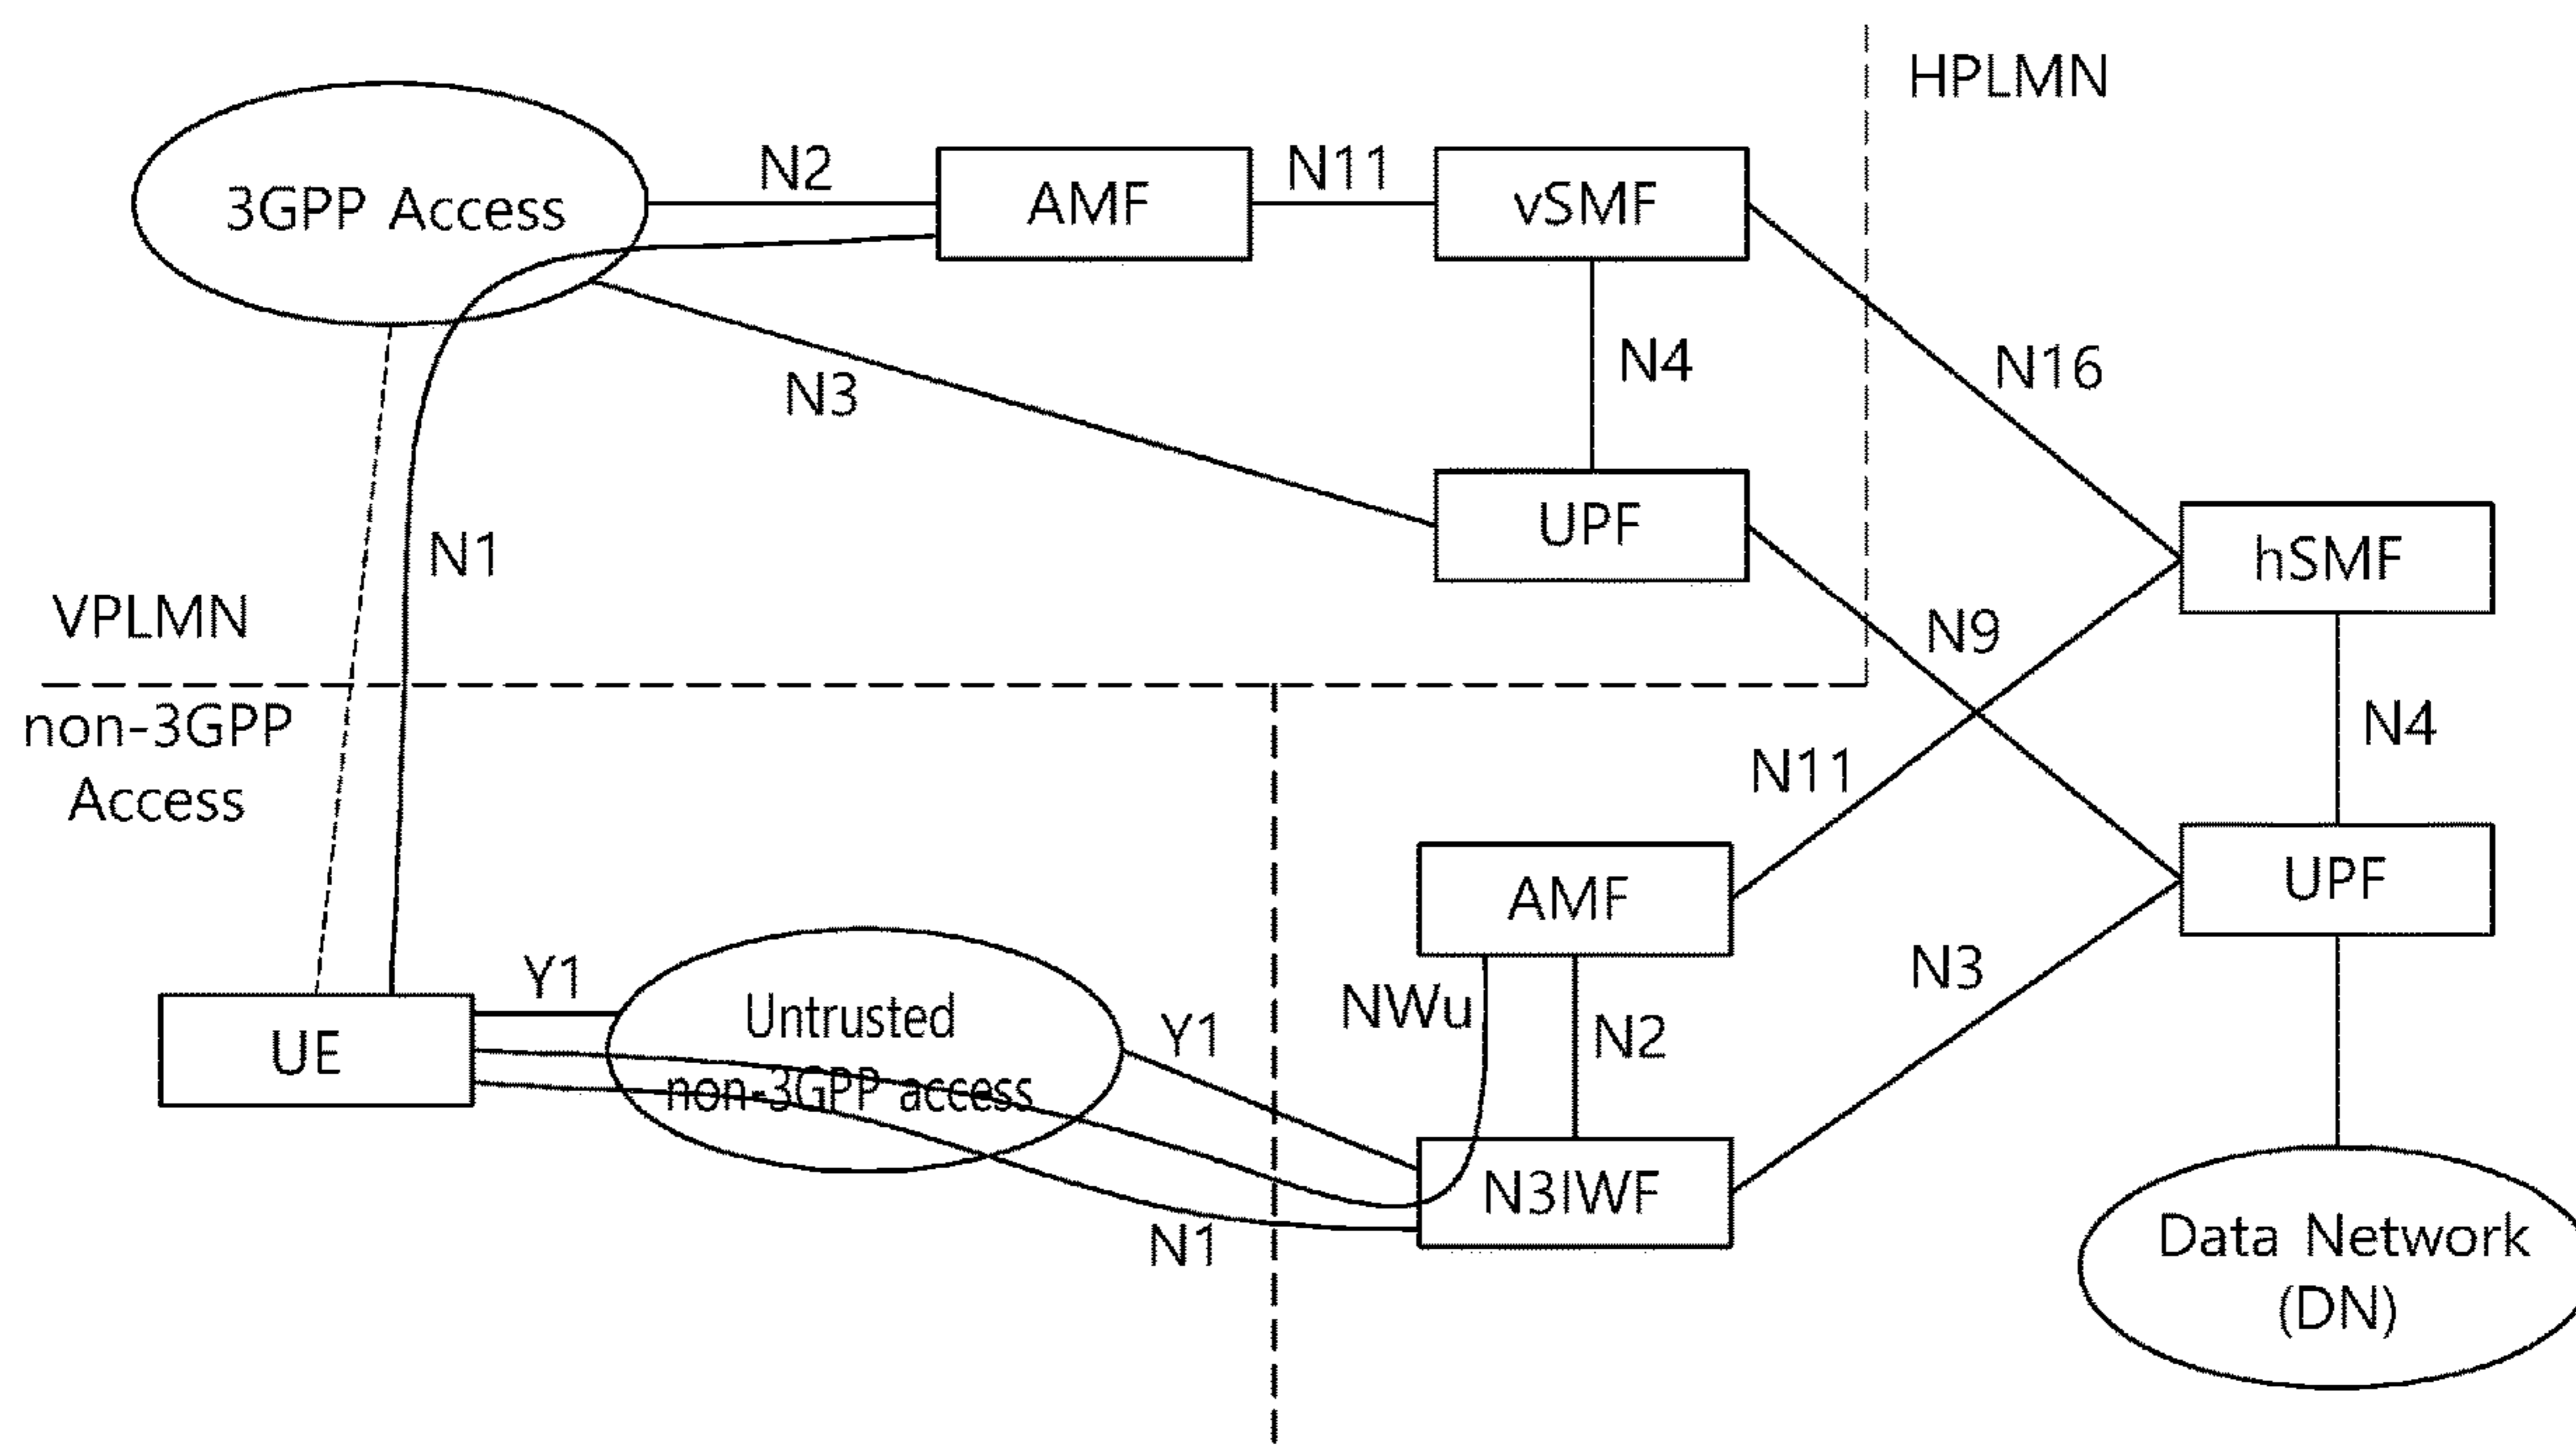 HPLMN
3GPP Access
N2
AMF
N11
vSMF
N3
N4
N16
UPF
N1
hSMF
VPLMN
N9
non-3GPP
Access
N11
N4
AMF
UPF
Y1
NWu
N2
N3
Untrusted
non-3GPP access
UE
Y1
N3IWF
N1
Data Network
(DN)